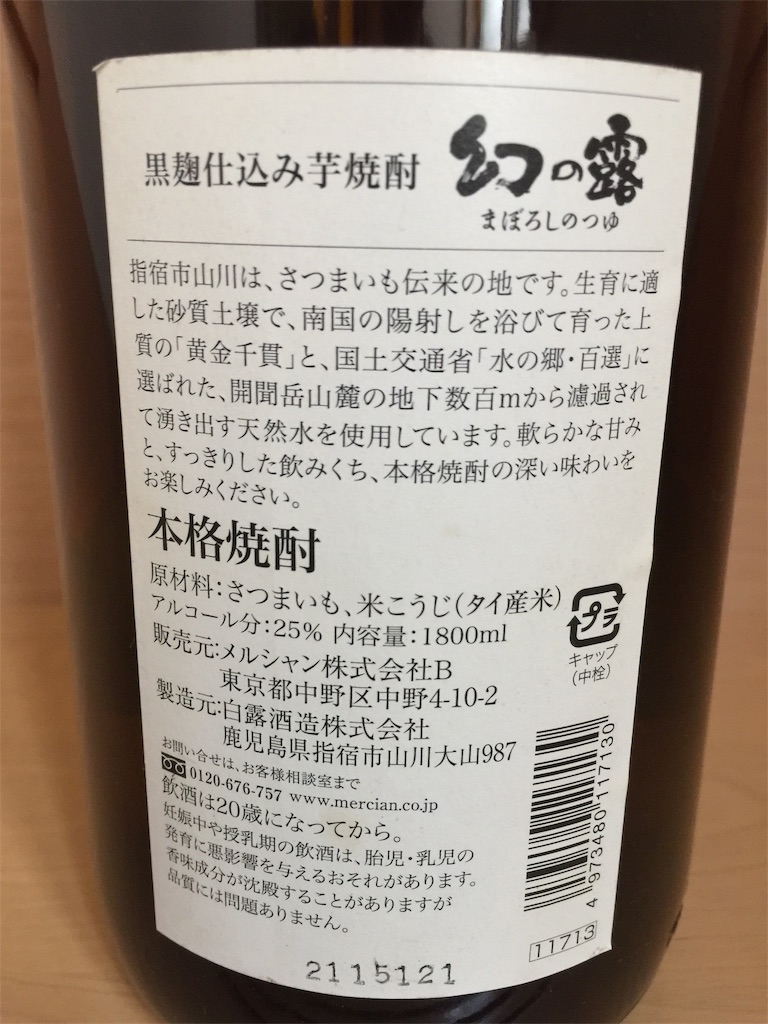 黒麹仕込み芋焼酎 幻の露
まぼろしのつゆ
指宿市山川は、さつまいも伝来の地です。生育に適
した砂質土壌で、南国の陽射しを浴びて育った上
質の「黄金千貫」と、国土交通省「水の郷・百選」に
選ばれた、開聞岳山麓の地下数百mから濾過され
て湧き出す天然水を使用しています。軟らかな甘み
と、すっきりした飲みくち、本格焼酎の深い味わいを
お楽しみください。
本格焼酎
原材料：さつまいも、米こうじ（タイ産米）
アルコール分：25% 内容量：1800ml
販売元：メルシャン株式会社B
東京都中野区中野4-10-2
製造元：白露酒造株式会社
鹿児島県指宿市山川大山987
お問い合せは、お客様相談室まで
0120-676-757 www.mercian.co.jp
飲酒は20歳になってから。
妊娠中や授乳期の飲酒は、胎児・乳児の
発育に悪影響を与えるおそれがあります。
香味成分が沈殿することがありますが
品質には問題ありません。
プラ
キャップ
（中栓）
4 973480 117130
11713
2115121